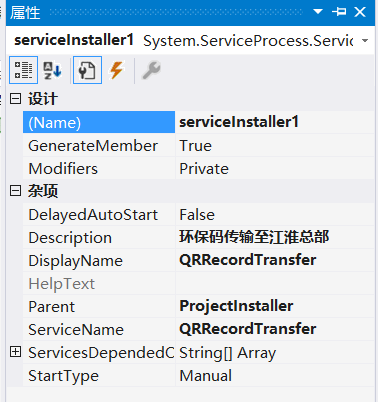 属性
serviceInstaller1 System.ServiceProcess.Servic
设计
(Name) serviceInstaller1
GenerateMember True
Modifiers Private
杂项
DelayedAutoStart False
Description 环保码传输至江淮总部
DisplayName QRRecordTransfer
HelpText
Parent ProjectInstaller
ServiceName QRRecordTransfer
ServicesDependedC String[] Array
StartType Manual